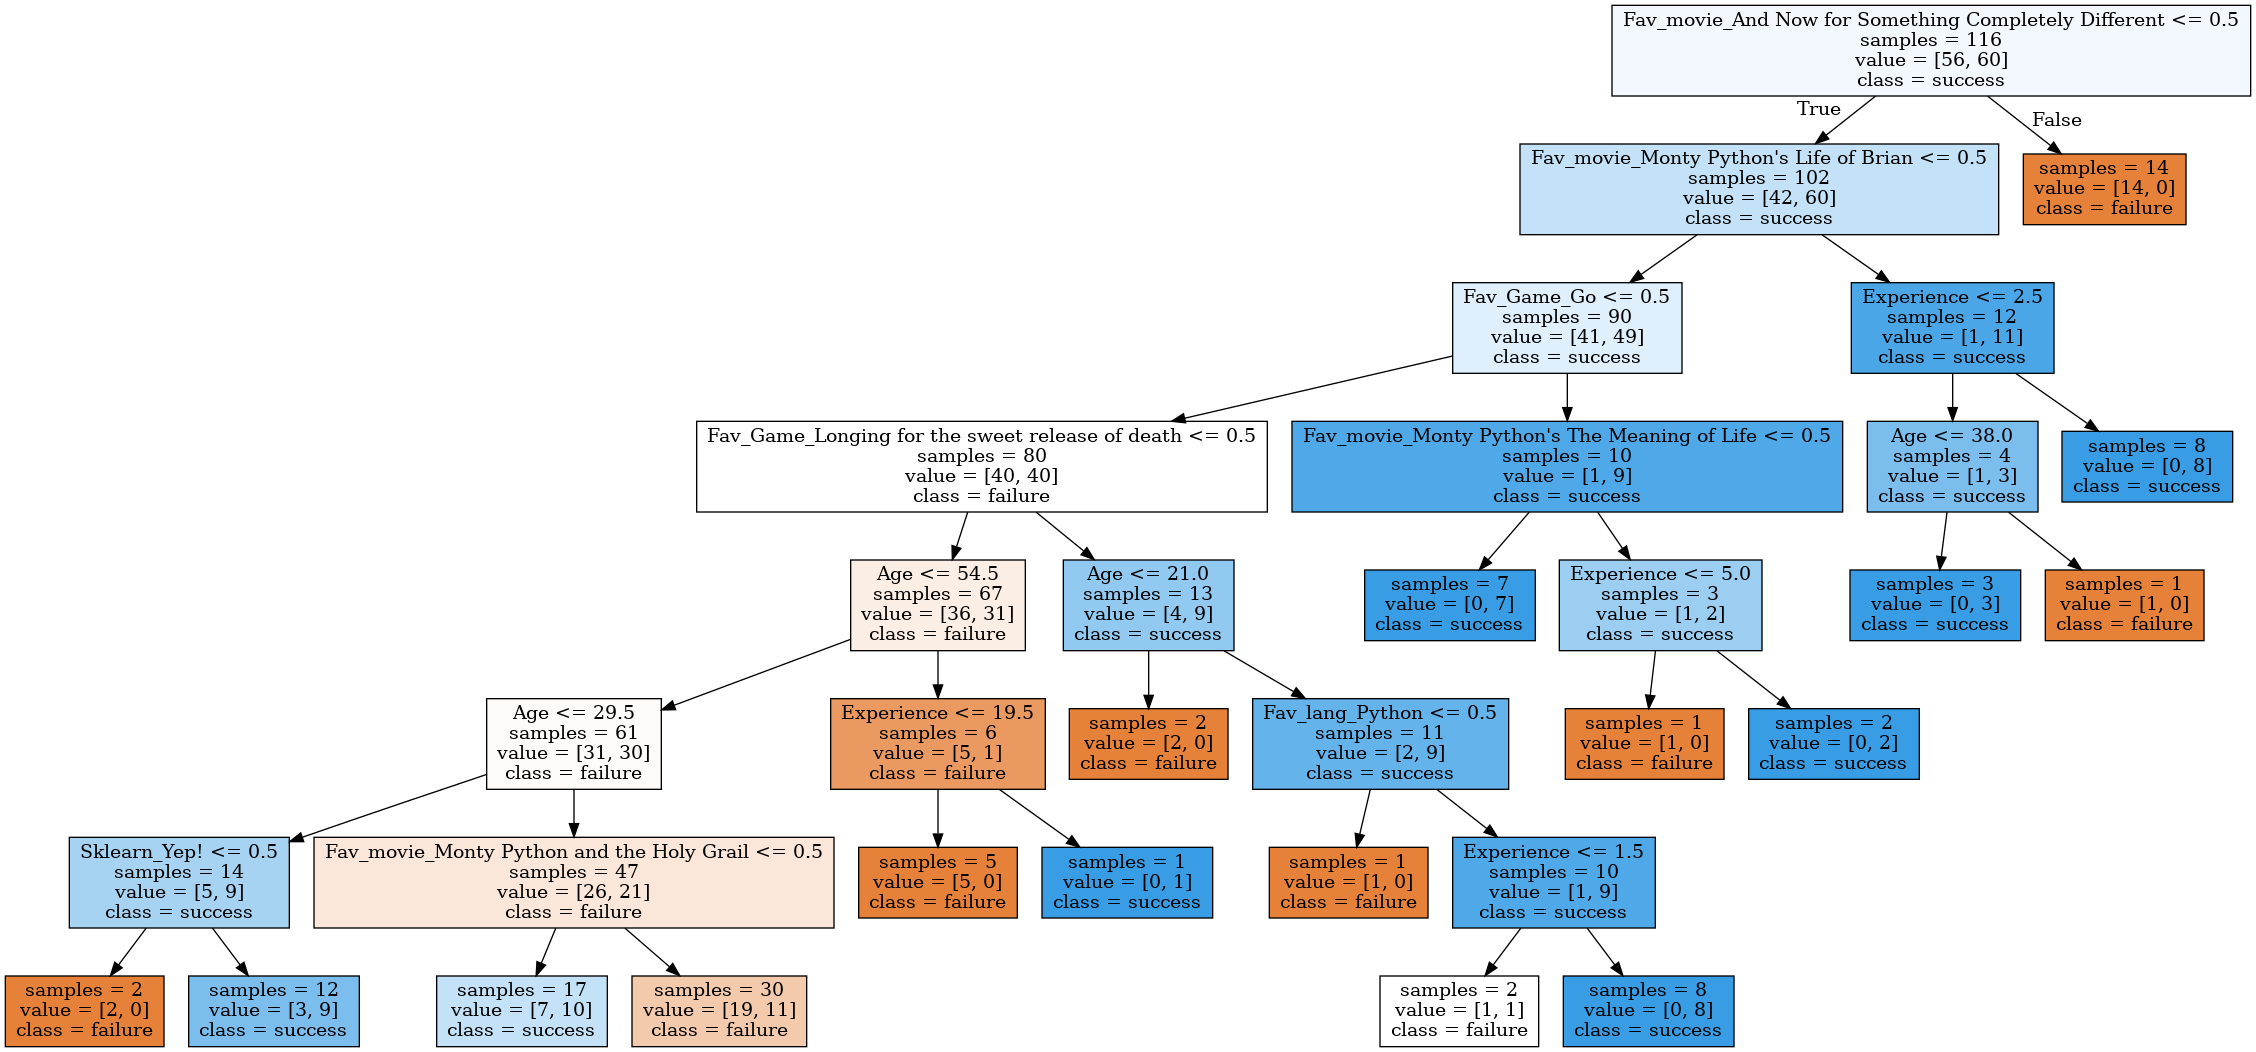 Fav_movie_And Now for Something Completely Different <= 0.5
samples = 116
value = [56, 60]
class = success
True
False
Fav_movie_Monty Python's Life of Brian <= 0.5
samples = 102
value = [42, 60]
class = success
samples = 14
value = [14, 0]
class = failure
Fav_Game_Go <= 0.5
samples = 90
value = [41, 49]
class = success
Experience <= 2.5
samples = 12
value = [1, 11]
class = success
Fav_Game_Longing for the sweet release of death <= 0.5
samples = 80
value = [40, 40]
class = failure
Fav_movie_Monty Python's The Meaning of Life <= 0.5
samples = 10
value = [1, 9]
class = success
Age <= 38.0
samples = 4
value = [1, 3]
class = success
samples = 8
value = [0, 8]
class = success
Age <= 54.5
samples = 67
value = [36, 31]
class = failure
Age <= 21.0
samples = 13
value = [4, 9]
class = success
samples = 7
value = [0, 7]
class = success
Experience <= 5.0
samples = 3
value = [1, 2]
class = success
samples = 3
value = [0, 3]
class = success
samples = 1
value = [1, 0]
class = failure
Age <= 29.5
samples = 61
value = [31, 30]
class = failure
Experience <= 19.5
samples = 6
value = [5, 1]
class = failure
samples = 2
value = [2, 0]
class = failure
Fav_lang_Python <= 0.5
samples = 11
value = [2, 9]
class = success
samples = 1
value = [1, 0]
class = failure
samples = 2
value = [0, 2]
class = success
Sklearn_Yep! <= 0.5
samples = 14
value = [5, 9]
class = success
Fav_movie_Monty Python and the Holy Grail <= 0.5
samples = 47
value = [26, 21]
class = failure
samples = 5
value = [5, 0]
class = failure
samples = 1
value = [0, 1]
class = success
samples = 1
value = [1, 0]
class = failure
Experience <= 1.5
samples = 10
value = [1, 9]
class = success
samples = 2
value = [2, 0]
class = failure
samples = 12
value = [3, 9]
class = success
samples = 17
value = [7, 10]
class = success
samples = 30
value = [19, 11]
class = failure
samples = 2
value = [1, 1]
class = failure
samples = 8
value = [0, 8]
class = success